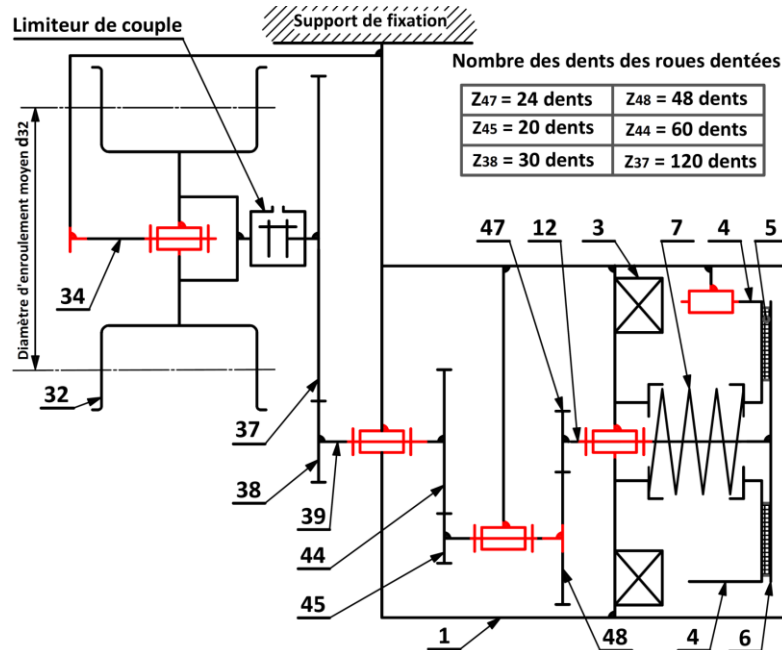 Support de fixation
Limiteur de couple
Nombre des dents des roues dentées
Z47 = 24 dents
Z48 = 48 dents
Z45 = 20 dents
Z44 = 60 dents
Z38 = 30 dents
Z37 = 120 dents
Diamètre d'enroulement moyen d32
47
12
3
7
4
5
34
32
37
38
39
44
45
1
48
4
6